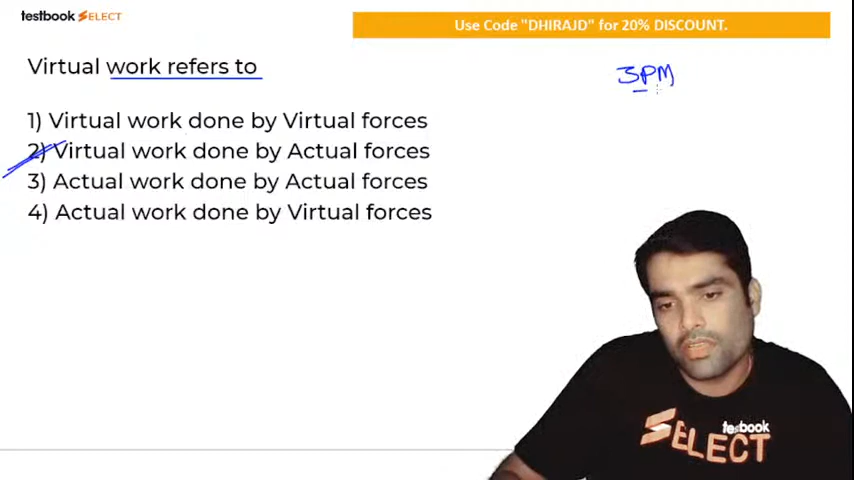 testbook SELECT
Use Code "DHIRAJD" for 20% DISCOUNT.
Virtual work refers to
3PM
1) Virtual work done by Virtual forces
2) Virtual work done by Actual forces
3) Actual work done by Actual forces
4) Actual work done by Virtual forces
testbook
SELECT